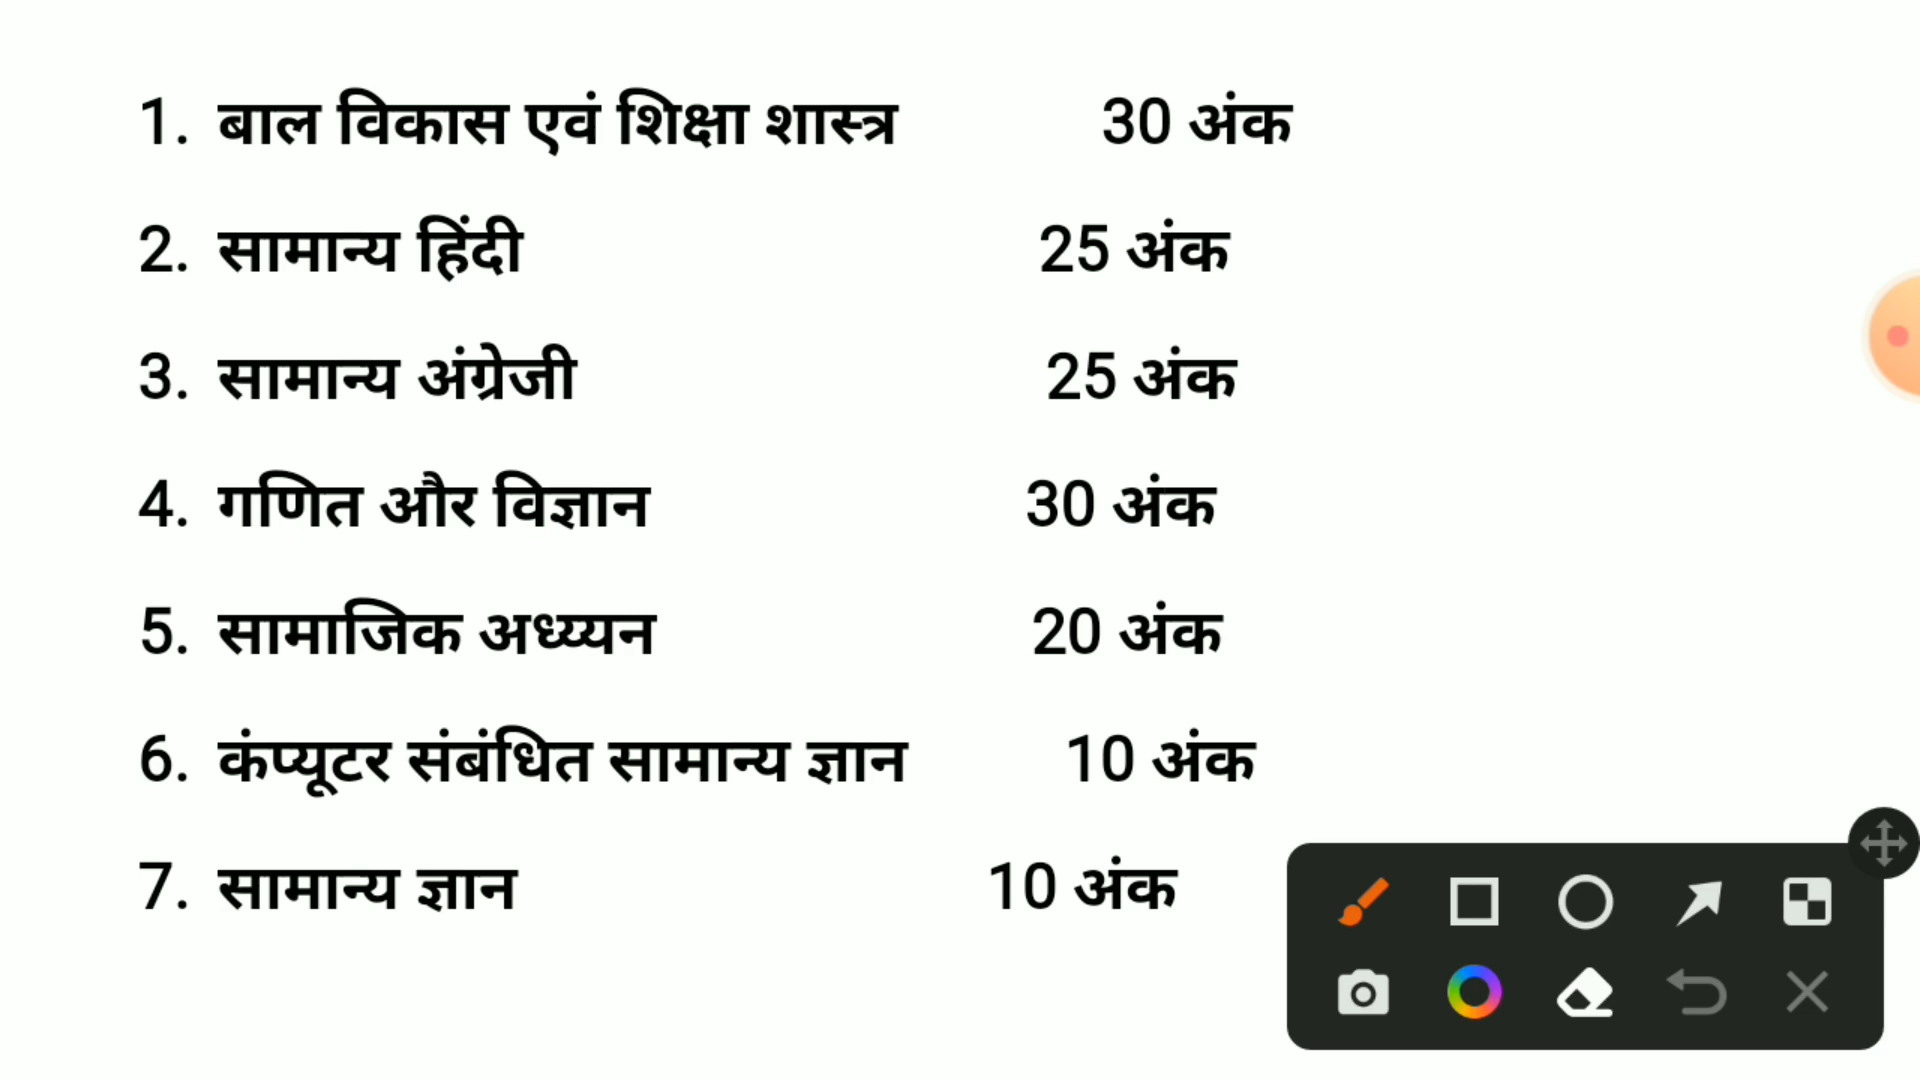 1. बाल विकास एवं शिक्षा शास्त्र 30 अंक
2. सामान्य हिंदी 25 अंक
3. सामान्य अंग्रेजी 25 अंक
4. गणित और विज्ञान 30 अंक
5. सामाजिक अध्य्यन 20 अंक
6. कंप्यूटर संबंधित सामान्य ज्ञान 10 अंक
7. सामान्य ज्ञान 10 अंक